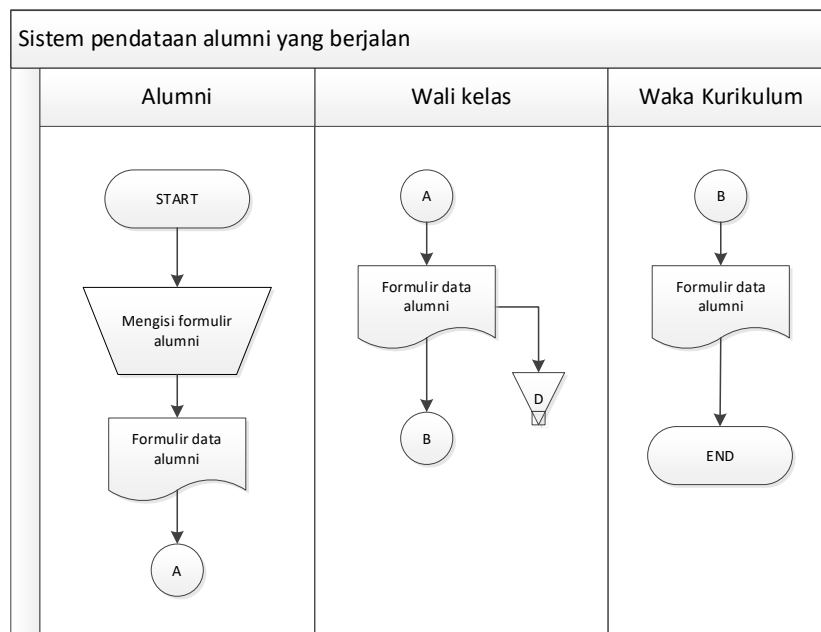 Sistem pendataan alumni yang berjalan
Alumni
Wali kelas
Waka Kurikulum
START
Mengisi formulir
alumni
Formulir data
alumni
A
A
Formulir data
alumni
D
B
B
Formulir data
alumni
END